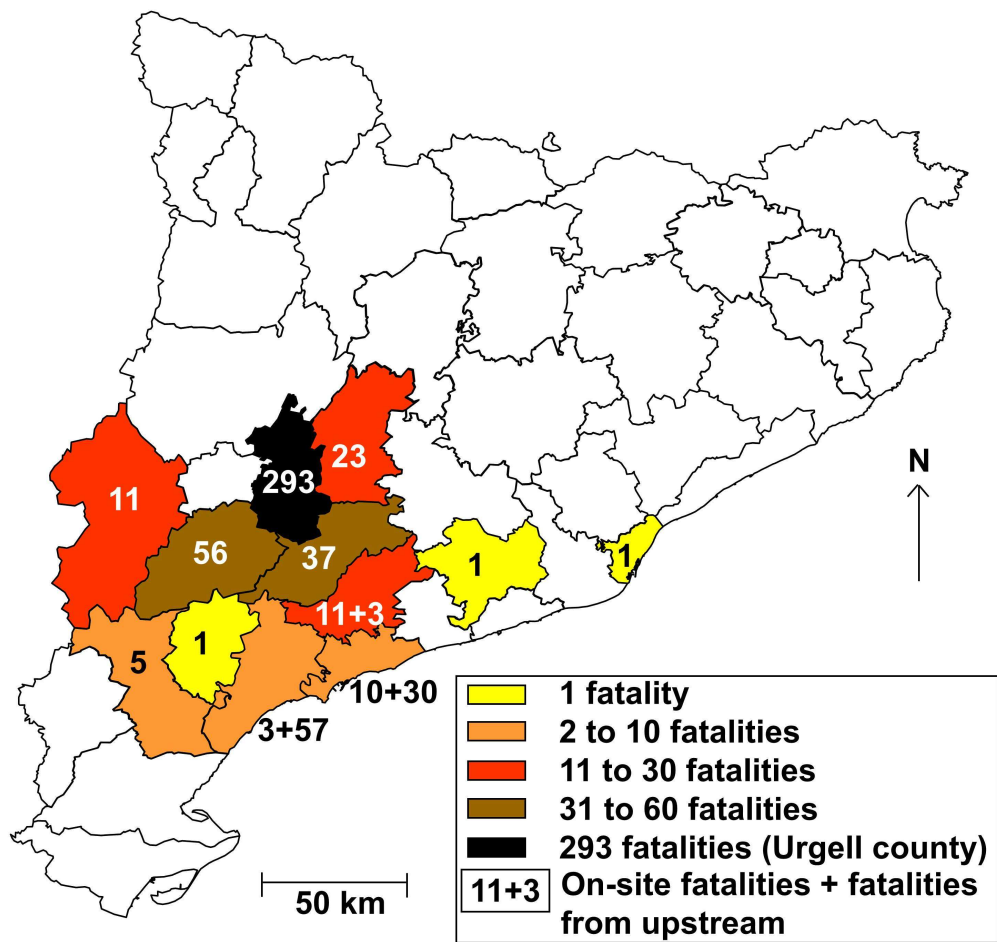 23
N
293
11
56
37
1
1
11+3
1
5
10+30
3+57
1 fatality
2 to 10 fatalities
11 to 30 fatalities
31 to 60 fatalities
293 fatalities (Urgell county)
11+3 On-site fatalities + fatalities
from upstream
50 km